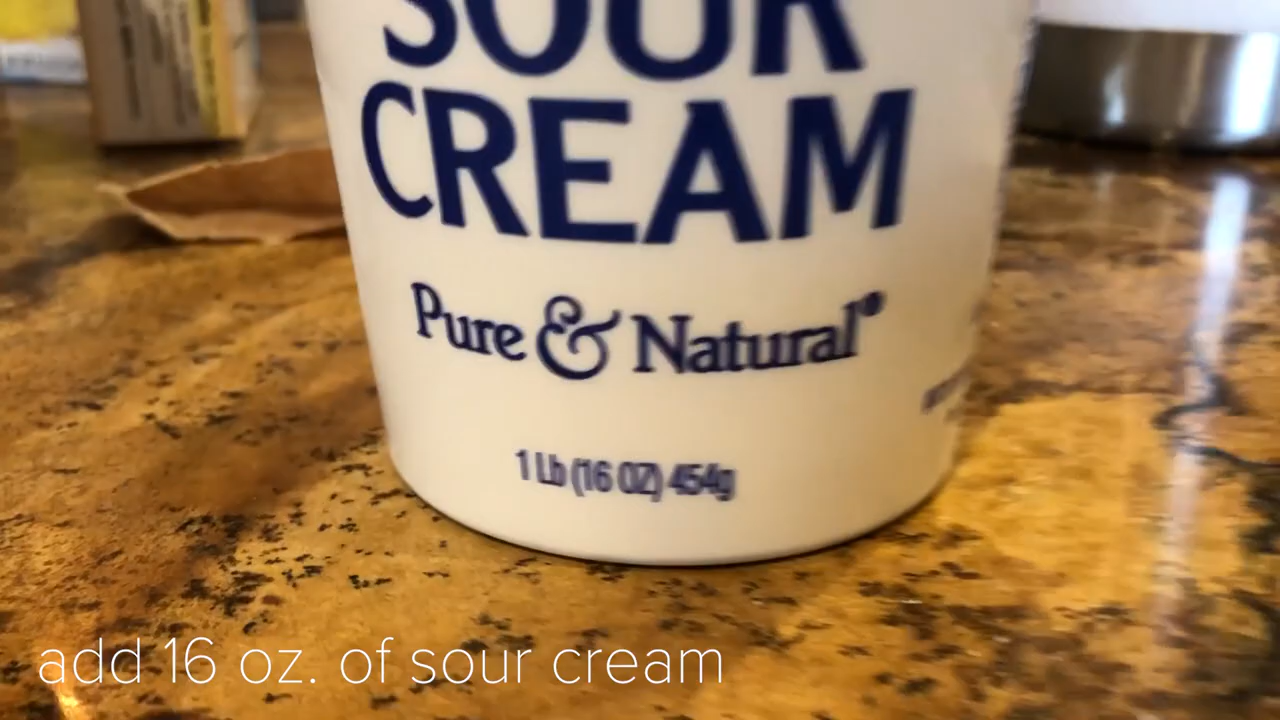 SOUR
CREAM
Pure & Natural®
1 Lb (16 OZ) 454g
add 16 oz. of sour cream